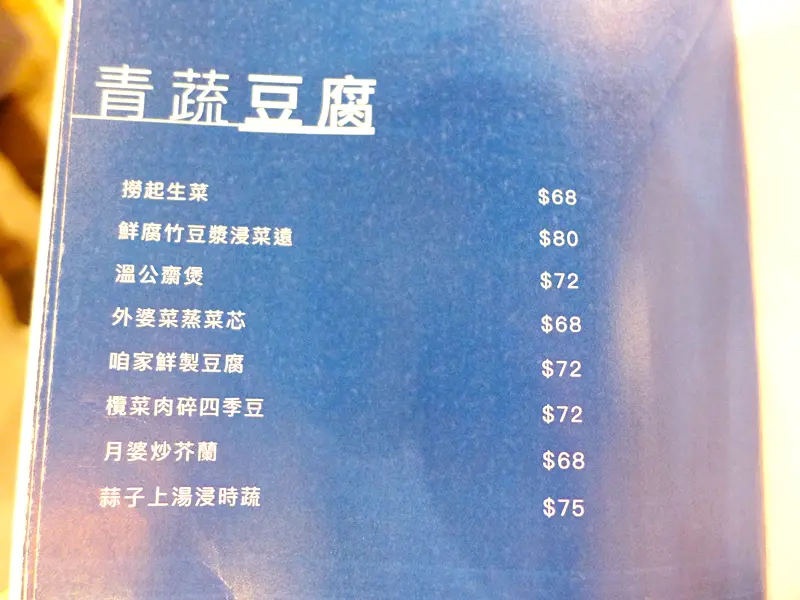 青蔬豆腐
撈起生菜 $68
鮮腐竹豆漿浸菜遠 $80
溫公齋煲 $72
外婆菜蒸菜芯 $68
咱家鮮製豆腐 $72
欖菜肉碎四季豆 $72
月婆炒芥蘭 $68
蒜子上湯浸時蔬 $75